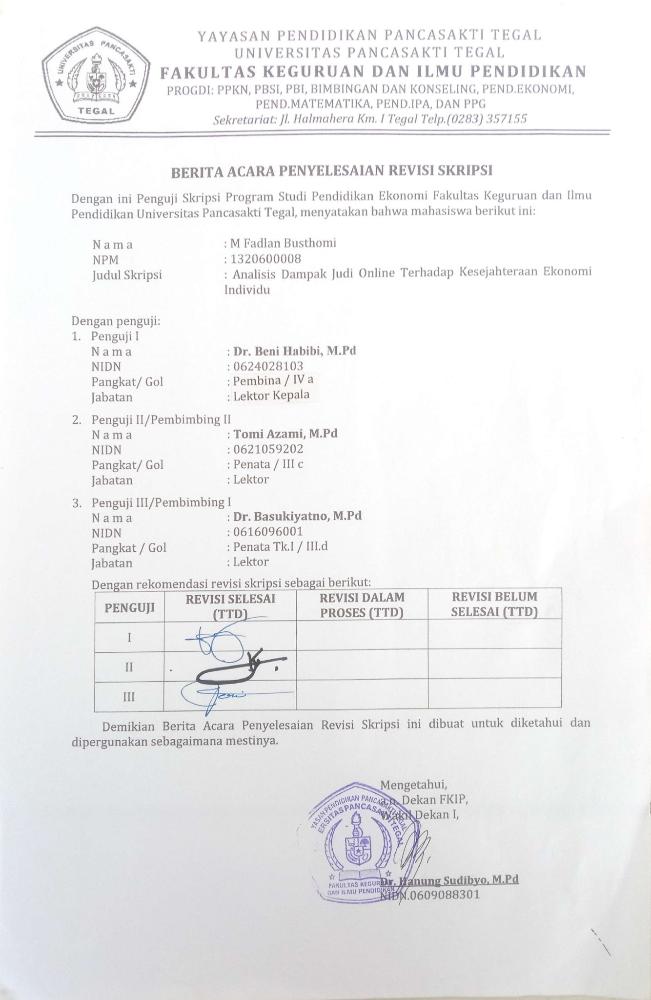 UNIVERSITAS PANCASAKTI
TEGAL
YAYASAN PENDIDIKAN PANCASAKTI TEGAL
UNIVERSITAS PANCASAKTI TEGAL
FAKULTAS KEGURUAN DAN ILMU PENDIDIKAN
PROGDI: PPKN, PBSI, PBI, BIMBINGAN DAN KONSELING, PEND.EKONOMI,
PEND.MATEMATIKA, PEND.IPA, DAN PPG
Sekretariat: Jl. Halmahera Km. I Tegal Telp.(0283) 357155
BERITA ACARA PENYELESAIAN REVISI SKRIPSI
Dengan ini Penguji Skripsi Program Studi Pendidikan Ekonomi Fakultas Keguruan dan Ilmu
Pendidikan Universitas Pancasakti Tegal, menyatakan bahwa mahasiswa berikut ini:
N a m a : M Fadlan Busthomi
NPM : 1320600008
Judul Skripsi : Analisis Dampak Judi Online Terhadap Kesejahteraan Ekonomi
Individu
Dengan penguji:
1. Penguji I
N a m a : Dr. Beni Habibi, M.Pd
NIDN : 0624028103
Pangkat/ Gol : Pembina / IV a
Jabatan : Lektor Kepala
2. Penguji II/Pembimbing II
N a m a : Tomi Azami, M.Pd
NIDN : 0621059202
Pangkat/ Gol : Penata / III c
Jabatan : Lektor
3. Penguji III/Pembimbing I
N a m a : Dr. Basukiyatno, M.Pd
NIDN : 0616096001
Pangkat / Gol : Penata Tk.I / III.d
Jabatan : Lektor
Dengan rekomendasi revisi skripsi sebagai berikut:
PENGUJI
REVISI SELESAI
(TTD)
REVISI DALAM
PROSES (TTD)
REVISI BELUM
SELESAI (TTD)
I
II
III
Demikian Berita Acara Penyelesaian Revisi Skripsi ini dibuat untuk diketahui dan
dipergunakan sebagaimana mestinya.
Mengetahui,
a.n. Dekan FKIP,
Wakil Dekan I,
YASAN PENDIDIKAN PANCASAKTI TEGAL
ERSITAS PANCASAKTI TEGAL
FAKULTAS KEGURUAN
DAN ILMU PENDIDIKAN
Dr. Hanung Sudibyo, M.Pd
NIDN.0609088301